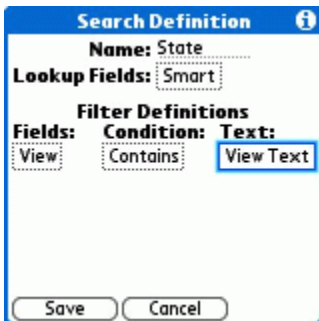 Search Definition i
Name: State
Lookup Fields: Smart
Filter Definitions
Fields: Condition: Text:
View Contains View Text
Save Cancel